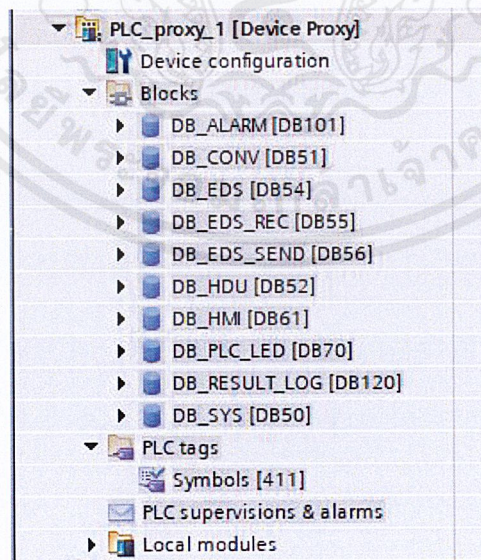 PLC_proxy_1 [Device Proxy]
Device configuration
Blocks
DB_ALARM [DB101]
DB_CONV [DB51]
DB_EDS [DB54]
DB_EDS_REC [DB55]
DB_EDS_SEND [DB56]
DB_HDU [DB52]
DB_HMI [DB61]
DB_PLC_LED [DB70]
DB_RESULT_LOG [DB120]
DB_SYS [DB50]
PLC tags
Symbols [411]
PLC supervisions & alarms
Local modules